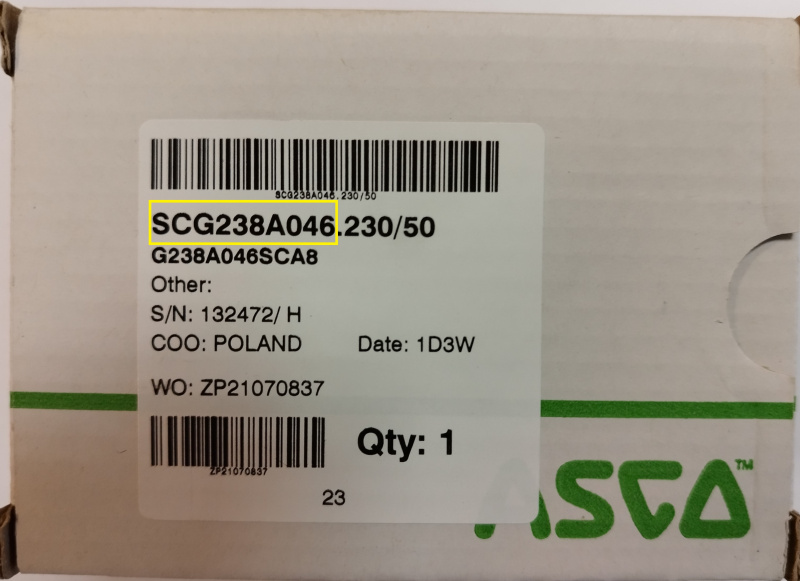 SCG238A046.230/50
SCG238A046.230/50
G238A046SCA8
Other:
S/N: 132472/ H
COO: POLAND Date: 1D3W
WO: ZP21070837
Qty: 1
ZP21070837
23
ASCO™